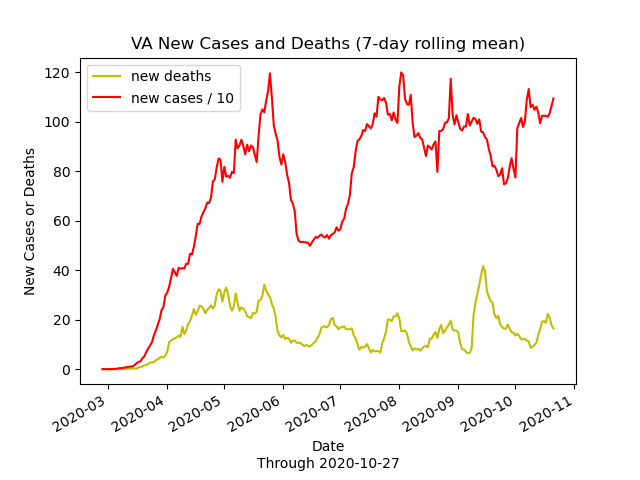 VA New Cases and Deaths (7-day rolling mean)
new deaths
new cases / 10
120
100
80
60
40
20
0
New Cases or Deaths
2020-03
2020-04
2020-05
2020-06
2020-07
2020-08
2020-09
2020-10
2020-11
Date
Through 2020-10-27